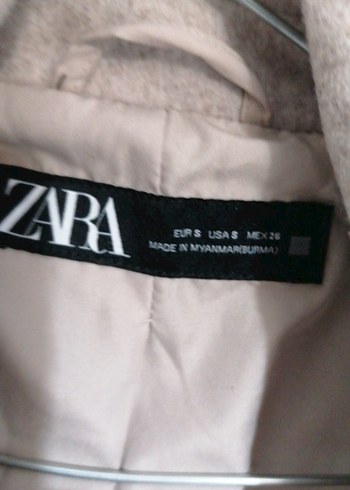 ZARA
EUR S USA S MEX 26
MADE IN MYANMAR(BURMA)